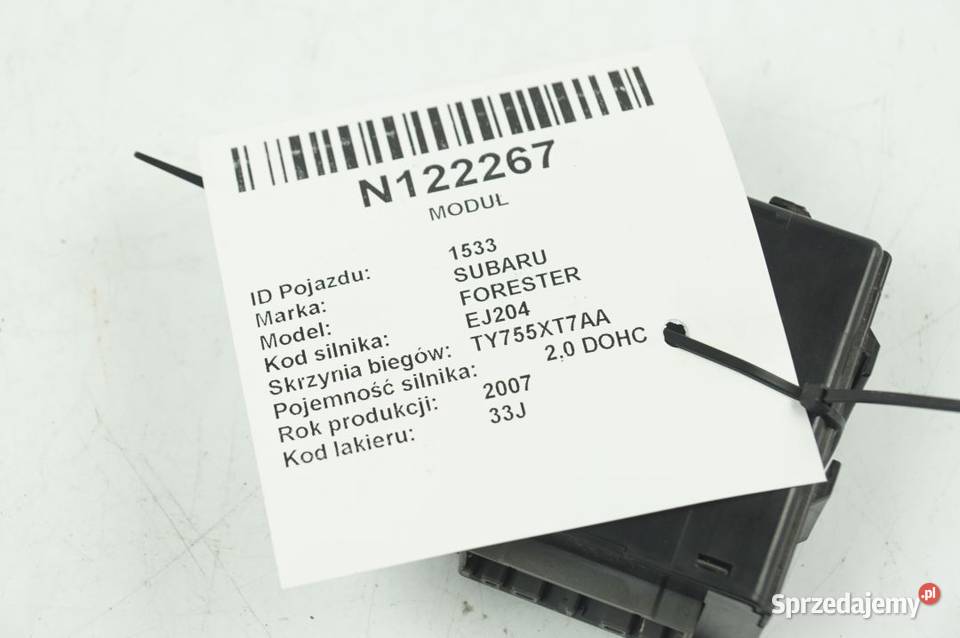 N122267
MODUŁ
ID Pojazdu: 1533
Marka: SUBARU
Model: FORESTER
Kod silnika: EJ204
Skrzynia biegów: TY755XT7AA
Pojemność silnika: 2,0 DOHC
Rok produkcji: 2007
Kod lakieru: 33J
Sprzedajemy.pl